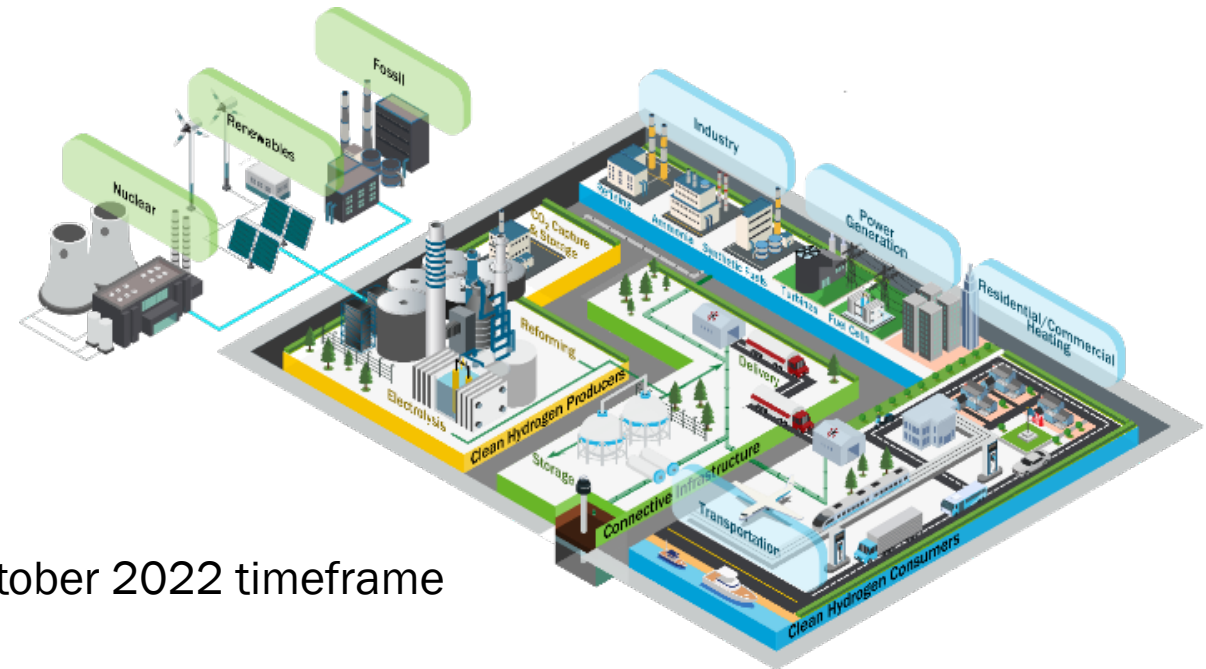 Fossil
Renewables
Nuclear
Industry
Power
Generation
Residential/Commercial
Heating
Refining
Ammonia
Synthetic Fuels
Turbines
Fuel Cells
CO₂ Capture
& Storage
Reforming
Electrolysis
Clean Hydrogen Producers
Delivery
Storage
Connective Infrastructure
Transportation
Clean Hydrogen Consumers
tober 2022 timeframe